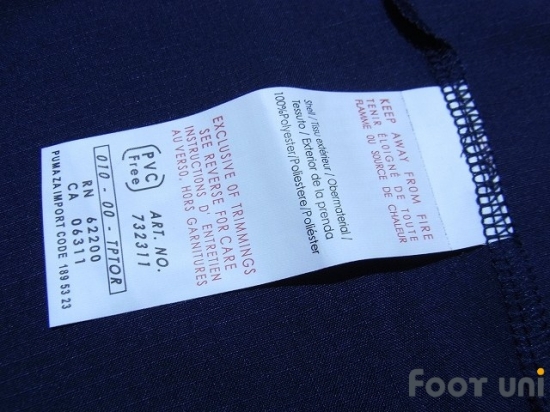 KEEP AWAY FROM FIRE
TENIR ÉLOIGNÉ DE TOUTE
FLAMME OU SOURCE DE CHALEUR
Shell / Tissu extérieur / Obermaterial /
Tessuto / Exterior de la prenda
100%Polyester/Poliestere/Poliéster
EXCLUSIVE OF TRIMMINGS
SEE REVERSE FOR CARE
INSTRUCTIONS D' ENTRETIEN
AU VERSO, HORS GARNITURES
PVC Free
ART. NO.
732311
0T0 - 00 - TPTOR
RN 62200
CA 06311
PUMA ZA IMPORT CODE 189 53 23
FOOT uni